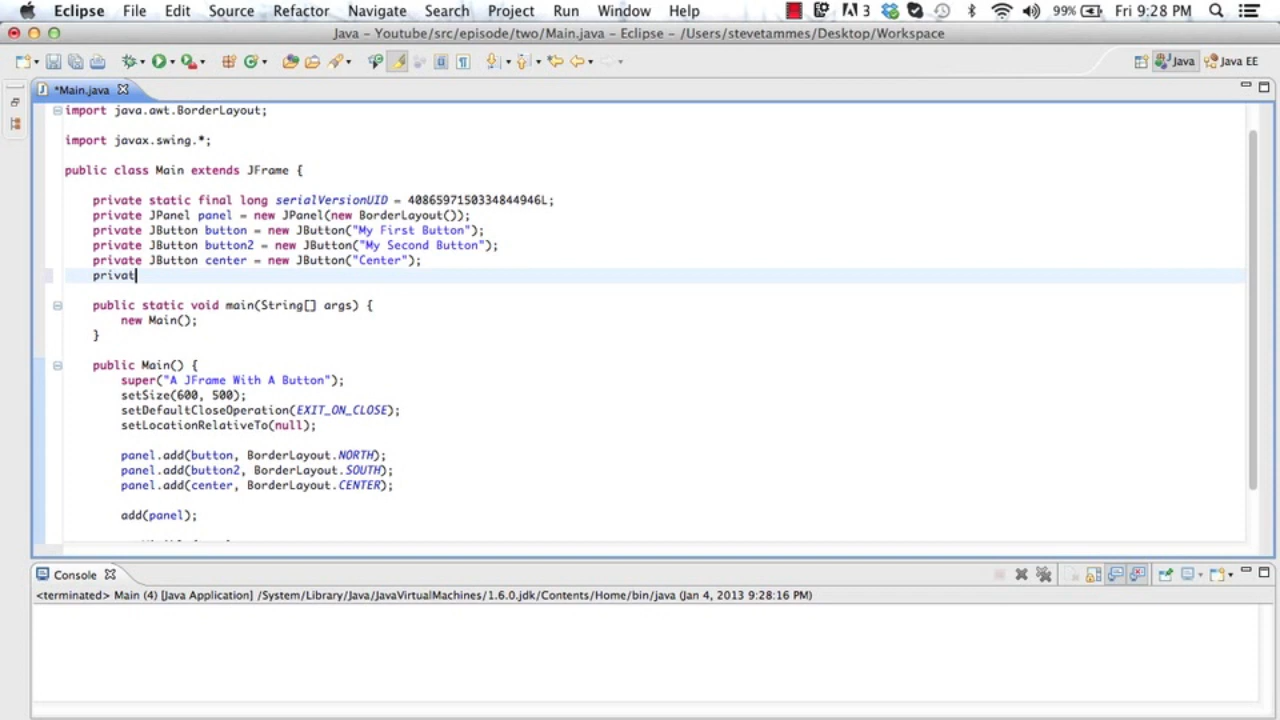 Eclipse File Edit Source Refactor Navigate Search Project Run Window Help 3 99% Fri 9:28 PM
Java – Youtube/src/episode/two/Main.java – Eclipse – /Users/stevetammes/Desktop/Workspace
Java Java EE
*Main.java
import java.awt.BorderLayout;
import javax.swing.*;
public class Main extends JFrame {
private static final long serialVersionUID = 4086597150334844946L;
private JPanel panel = new JPanel(new BorderLayout());
private JButton button = new JButton("My First Button");
private JButton button2 = new JButton("My Second Button");
private JButton center = new JButton("Center");
privat
public static void main(String[] args) {
new Main();
}
public Main() {
super("A JFrame With A Button");
setSize(600, 500);
setDefaultCloseOperation(EXIT_ON_CLOSE);
setLocationRelativeTo(null);
panel.add(button, BorderLayout.NORTH);
panel.add(button2, BorderLayout.SOUTH);
panel.add(center, BorderLayout.CENTER);
add(panel);
Console
<terminated> Main (4) [Java Application] /System/Library/Java/JavaVirtualMachines/1.6.0.jdk/Contents/Home/bin/java (Jan 4, 2013 9:28:16 PM)